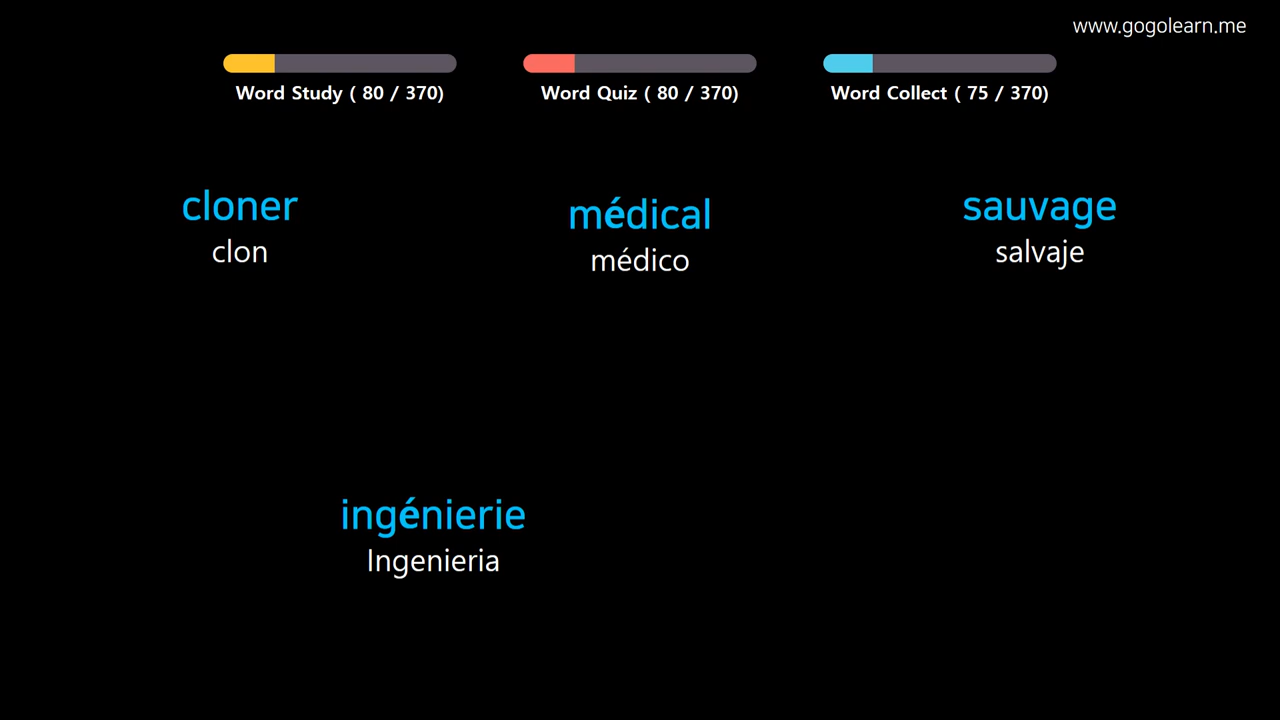 www.gogolearn.me
Word Study ( 80 / 370)
Word Quiz ( 80 / 370)
Word Collect ( 75 / 370)
cloner
clon
médical
médico
sauvage
salvaje
ingénierie
Ingenieria